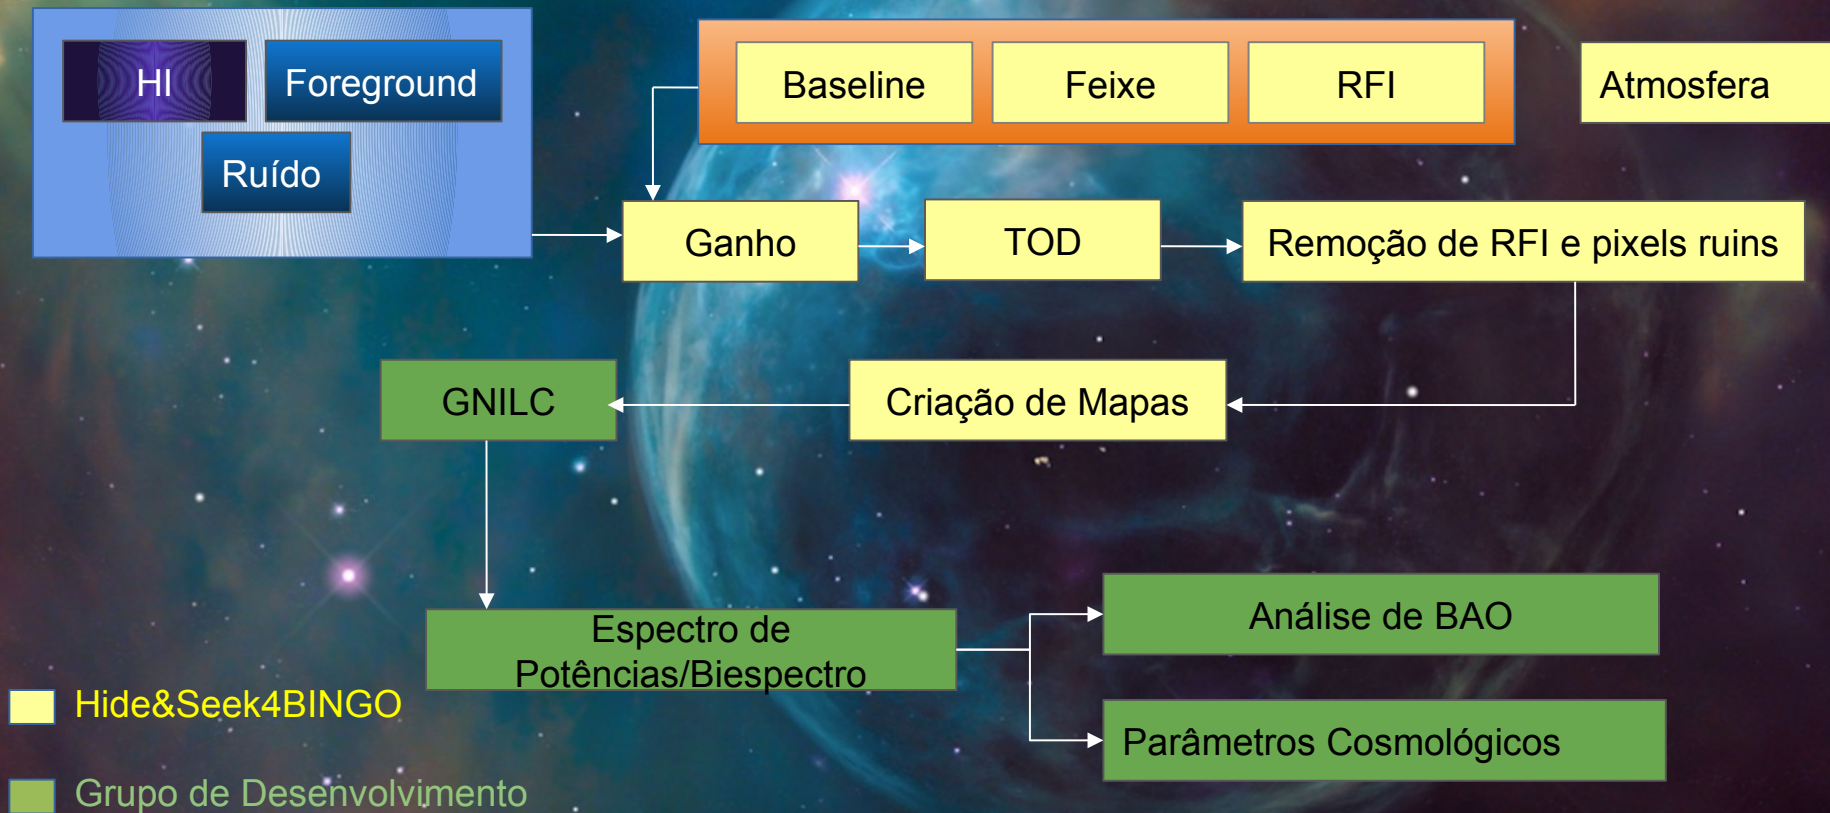 HI
Foreground
Ruído
Baseline
Feixe
RFI
Atmosfera
Ganho
TOD
Remoção de RFI e pixels ruins
GNILC
Criação de Mapas
Espectro de
Potências/Biespectro
Análise de BAO
Parâmetros Cosmológicos
Hide&Seek4BINGO
Grupo de Desenvolvimento